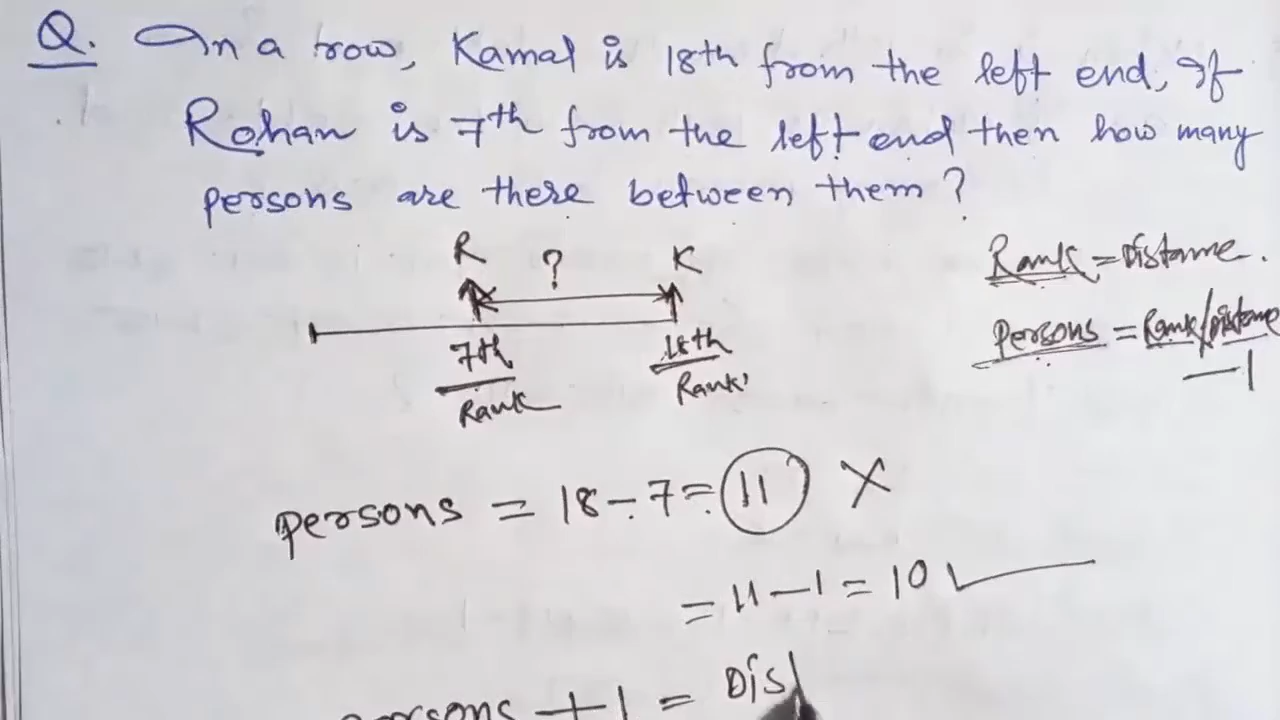 Q. In a row, Kamal is 18th from the left end, If
Rohan is 7th from the left end then how many
persons are there between them?
R ? K
7th 18th
Rank Rank
Rank = Distance.
Persons = Rank/Distance
-1
persons = 18 - 7 = 11 X
= 11 - 1 = 10 ✓
persons + 1 = Dis